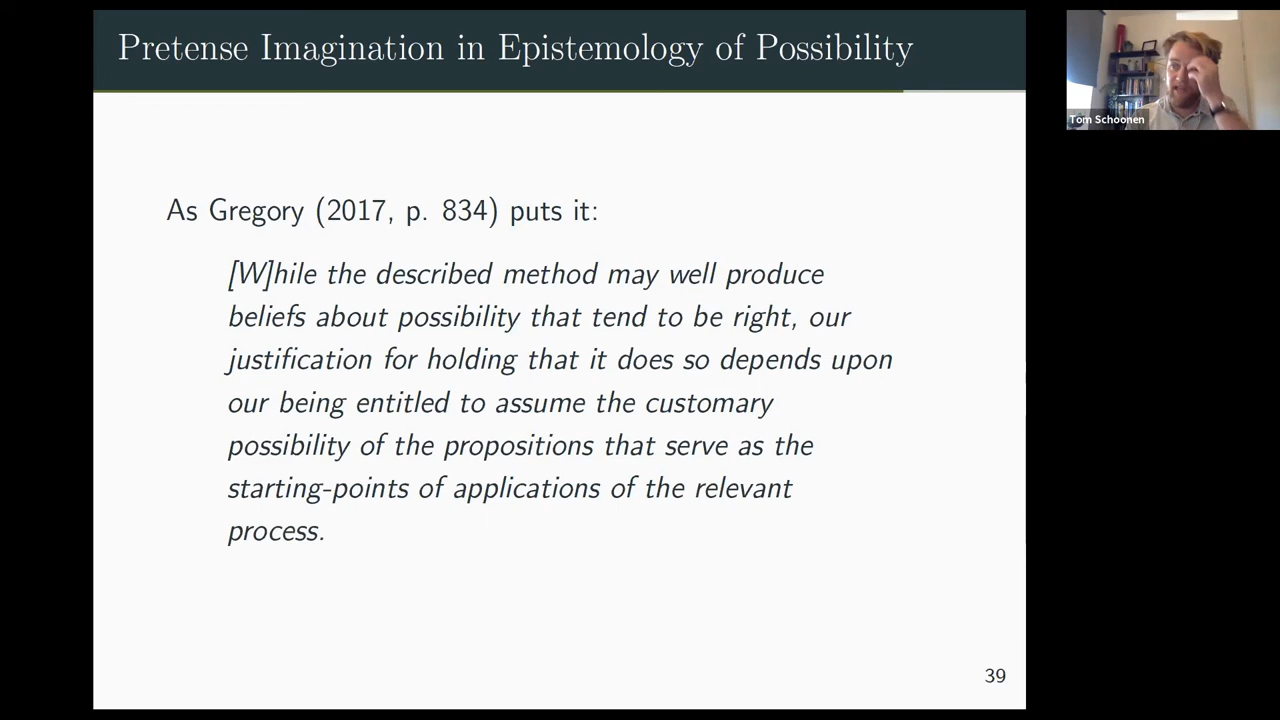 Pretense Imagination in Epistemology of Possibility
Tom Schoonen
As Gregory (2017, p. 834) puts it:
[W]hile the described method may well produce
beliefs about possibility that tend to be right, our
justification for holding that it does so depends upon
our being entitled to assume the customary
possibility of the propositions that serve as the
starting-points of applications of the relevant
process.
39